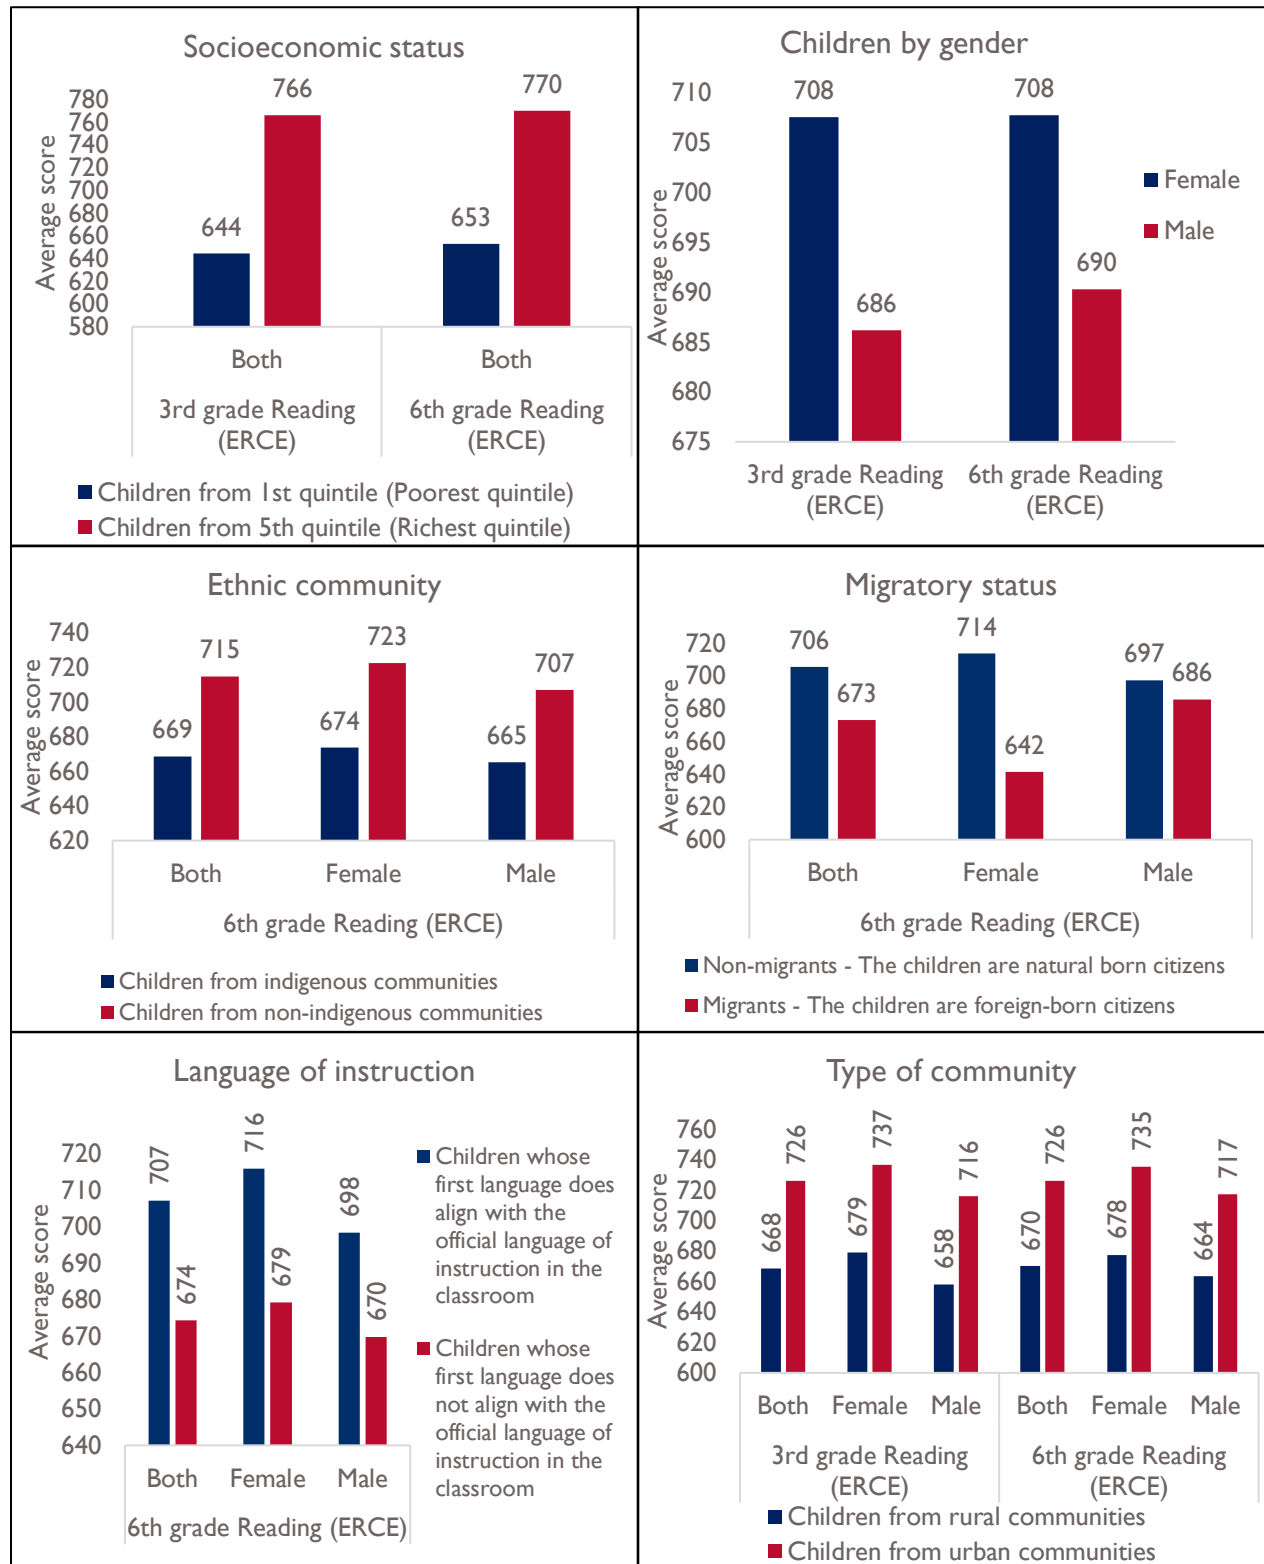 Socioeconomic status
Average score
780
760
740
720
700
680
660
640
620
600
580
644
766
653
770
Both
Both
3rd grade Reading
(ERCE)
6th grade Reading
(ERCE)
Children from 1st quintile (Poorest quintile)
Children from 5th quintile (Richest quintile)
Children by gender
Average score
710
705
700
695
690
685
680
675
708
686
708
690
Female
Male
3rd grade Reading
(ERCE)
6th grade Reading
(ERCE)
Ethnic community
Average score
740
720
700
680
660
640
620
669
715
674
723
665
707
Both
Female
Male
6th grade Reading (ERCE)
Children from indigenous communities
Children from non-indigenous communities
Migratory status
Average score
720
700
680
660
640
620
600
706
673
714
642
697
686
Both
Female
Male
6th grade Reading (ERCE)
Non-migrants - The children are natural born citizens
Migrants - The children are foreign-born citizens
Language of instruction
Average score
720
710
700
690
680
670
660
650
640
707
674
716
679
698
670
Both
Female
Male
6th grade Reading (ERCE)
Children whose
first language does
align with the
official language of
instruction in the
classroom
Children whose
first language does
not align with the
official language of
instruction in the
classroom
Type of community
Average score
760
740
720
700
680
660
640
620
600
668
726
679
737
658
716
670
726
678
735
664
717
Both
Female
Male
Both
Female
Male
3rd grade Reading
(ERCE)
6th grade Reading
(ERCE)
Children from rural communities
Children from urban communities